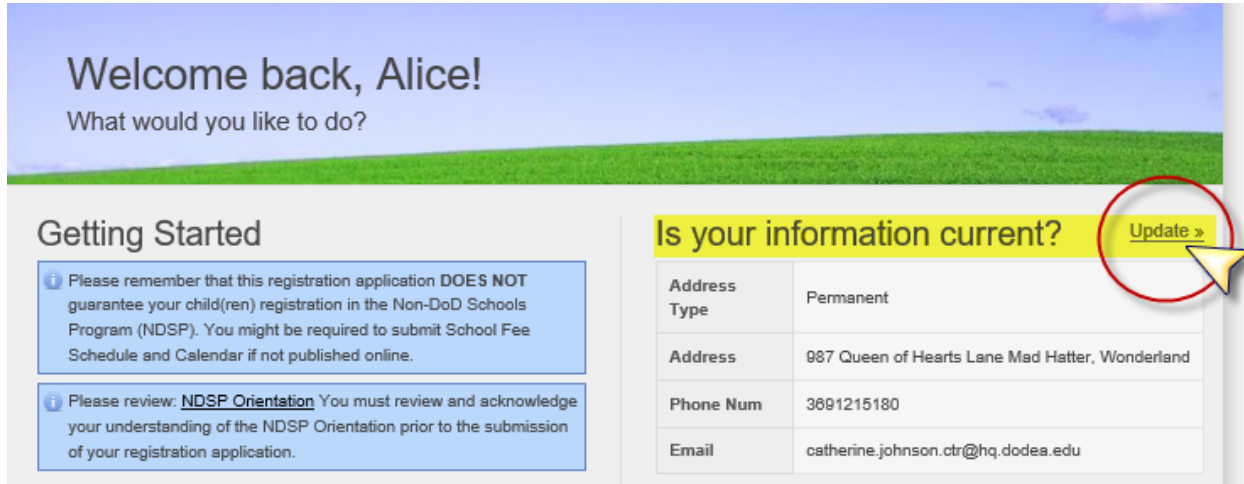 Welcome back, Alice!
What would you like to do?
Getting Started
Please remember that this registration application DOES NOT
guarantee your child(ren) registration in the Non-DoD Schools
Program (NDSP). You might be required to submit School Fee
Schedule and Calendar if not published online.
Please review: NDSP Orientation You must review and acknowledge
your understanding of the NDSP Orientation prior to the submission
of your registration application.
Is your information current? Update »
Address
Type
Permanent
Address 987 Queen of Hearts Lane Mad Hatter, Wonderland
Phone Num 3691215180
Email catherine.johnson.ctr@hq.dodea.edu